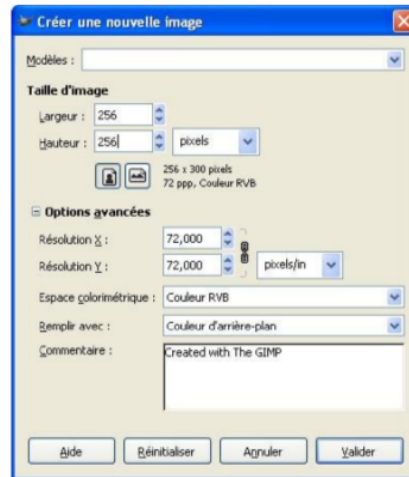 Créer une nouvelle image
Modèles :
Taille d'image
Largeur : 256
Hauteur : 256 pixels
256 x 300 pixels
72 ppp, Couleur RVB
Options avancées
Résolution X : 72,000
Résolution Y : 72,000 pixels/in
Espace colorimétrique : Couleur RVB
Remplir avec : Couleur d'arrière-plan
Commentaire : Created with The GIMP
Aide Réinitialiser Annuler Valider